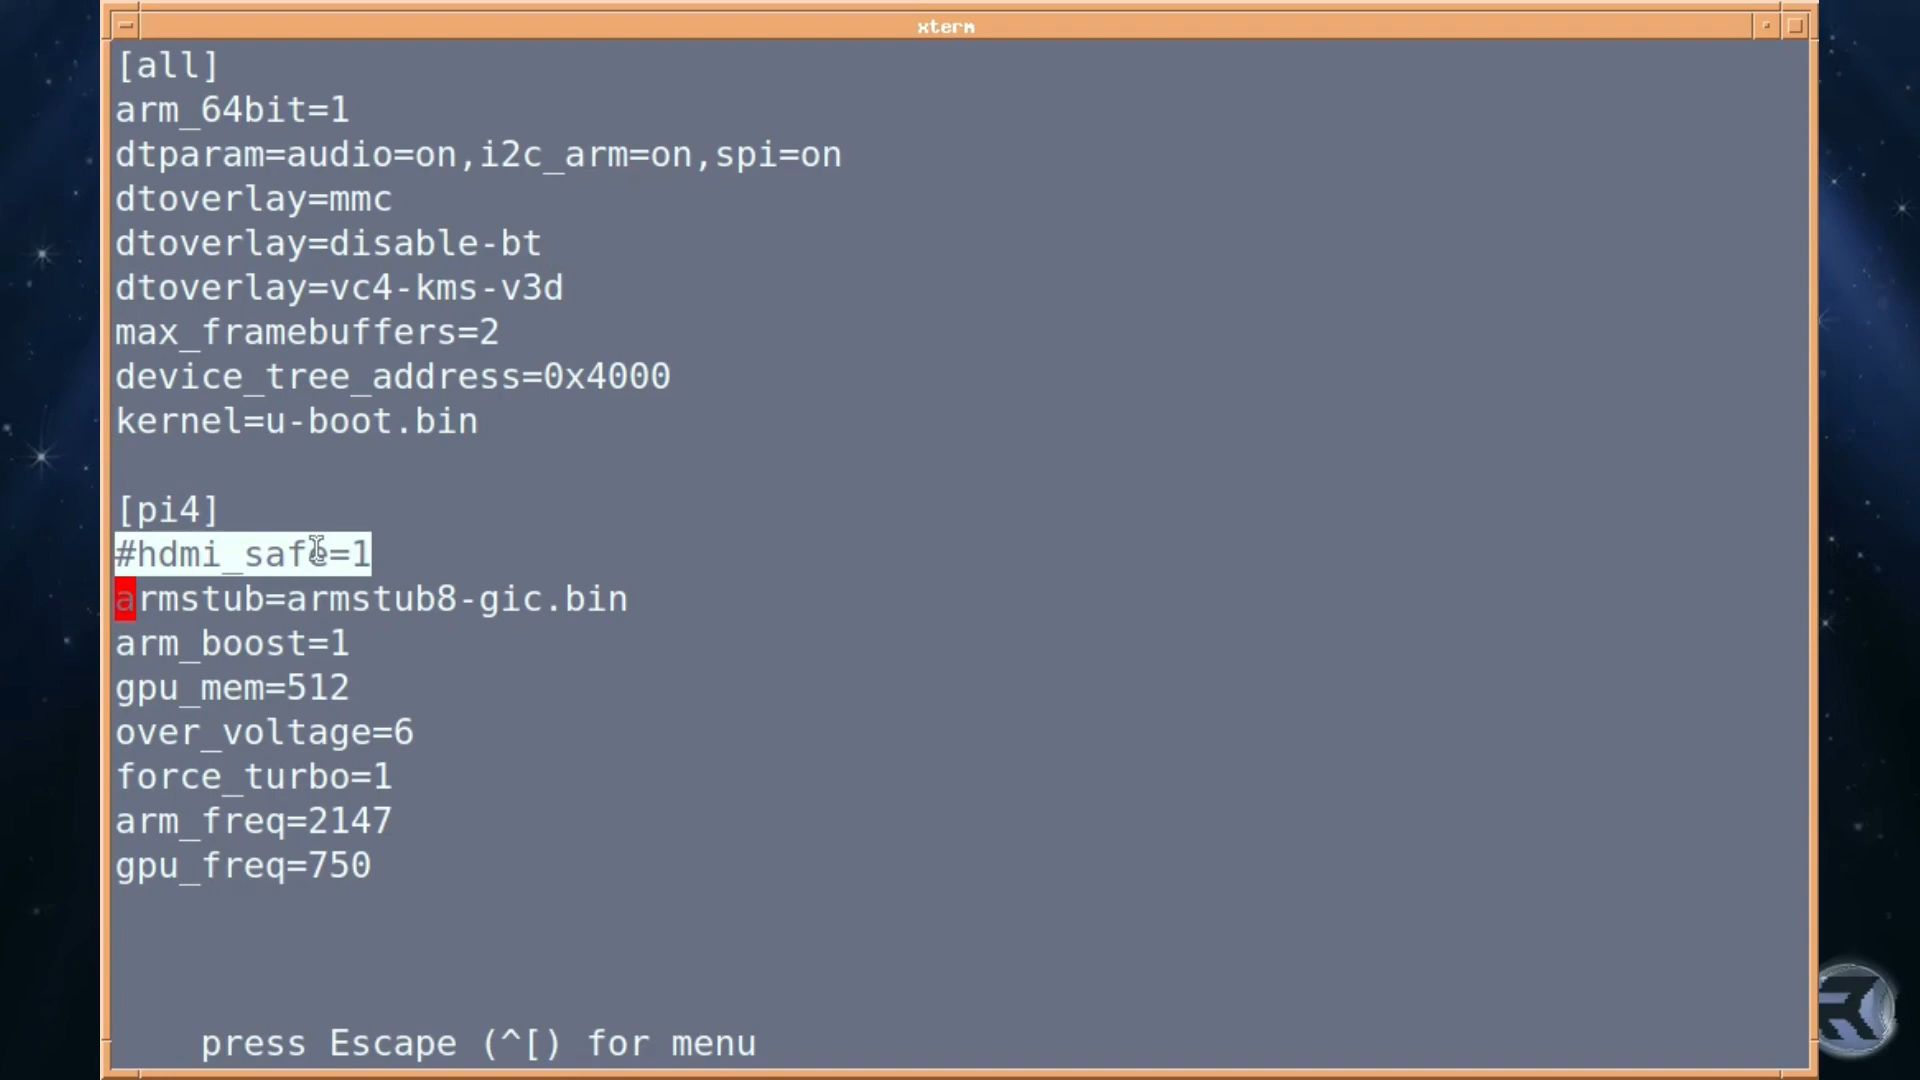 xterm
[all]
arm_64bit=1
dtparam=audio=on,i2c_arm=on,spi=on
dtoverlay=mmc
dtoverlay=disable-bt
dtoverlay=vc4-kms-v3d
max_framebuffers=2
device_tree_address=0x4000
kernel=u-boot.bin
[pi4]
#hdmi_safe=1
armstub=armstub8-gic.bin
arm_boost=1
gpu_mem=512
over_voltage=6
force_turbo=1
arm_freq=2147
gpu_freq=750
press Escape (^[) for menu